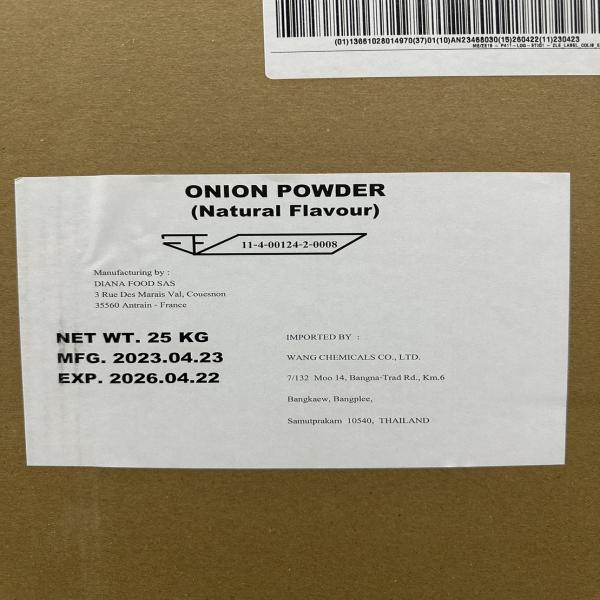 (01)13661028014970(37)01(10)AN23468030(15)260422(11)230423
ONION POWDER
(Natural Flavour)
11-4-00124-2-0008
Manufacturing by :
DIANA FOOD SAS
3 Rue Des Marais Val, Couesnon
35560 Antrain - France
NET WT. 25 KG
MFG. 2023.04.23
EXP. 2026.04.22
IMPORTED BY :
WANG CHEMICALS CO., LTD.
7/132 Moo 14, Bangna-Trad Rd., Km.6
Bangkaew, Bangplee,
Samutprakarn 10540, THAILAND